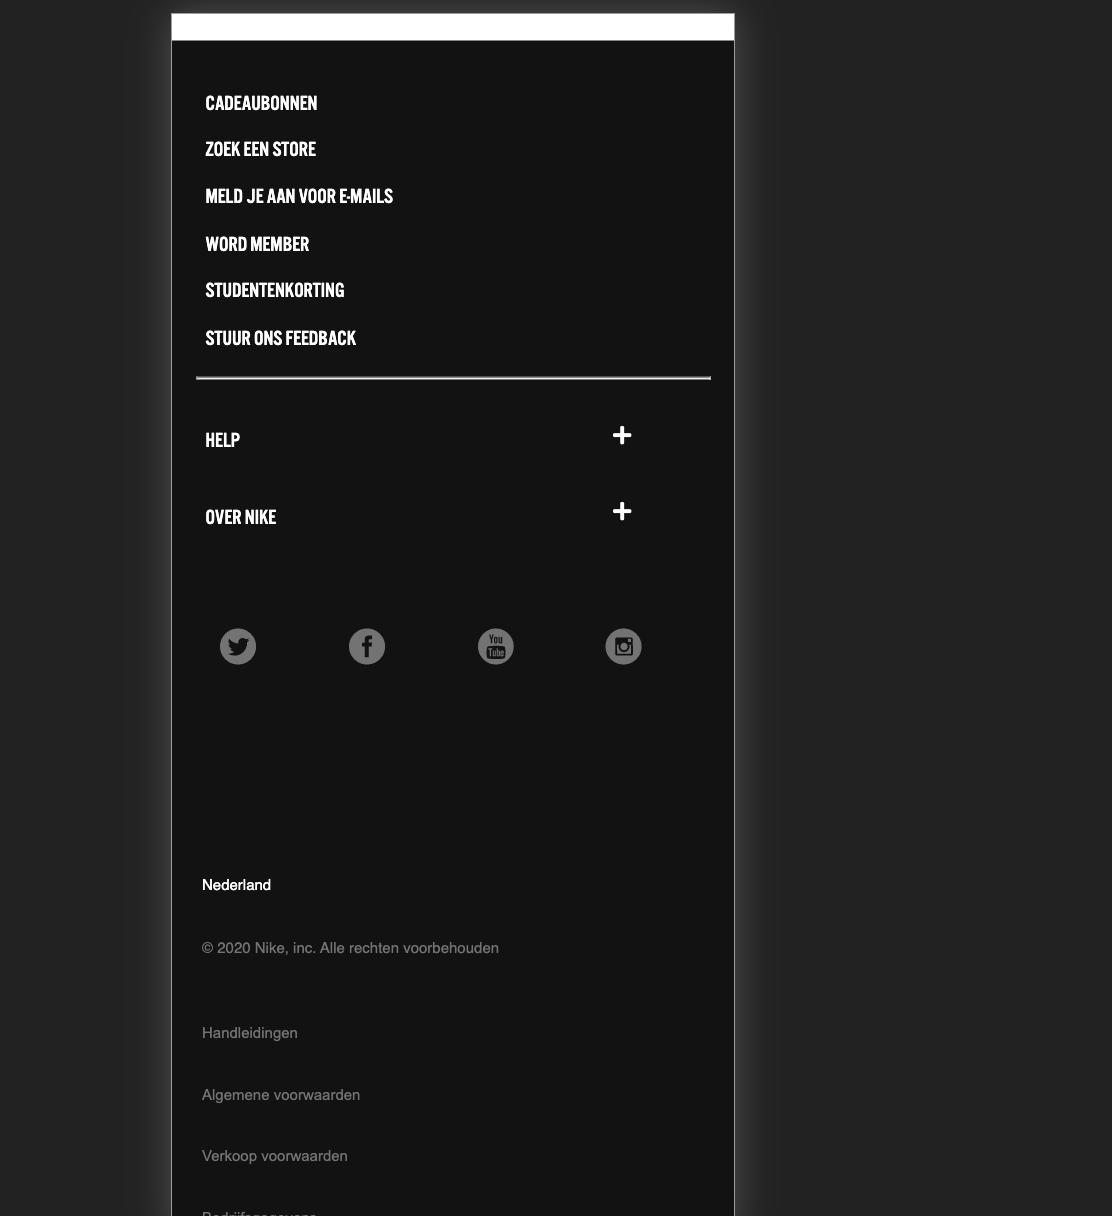 CADEAUBONNEN
ZOEK EEN STORE
MELD JE AAN VOOR E-MAILS
WORD MEMBER
STUDENTENKORTING
STUUR ONS FEEDBACK
HELP
OVER NIKE
You
Tube
Nederland
© 2020 Nike, inc. Alle rechten voorbehouden
Handleidingen
Algemene voorwaarden
Verkoop voorwaarden